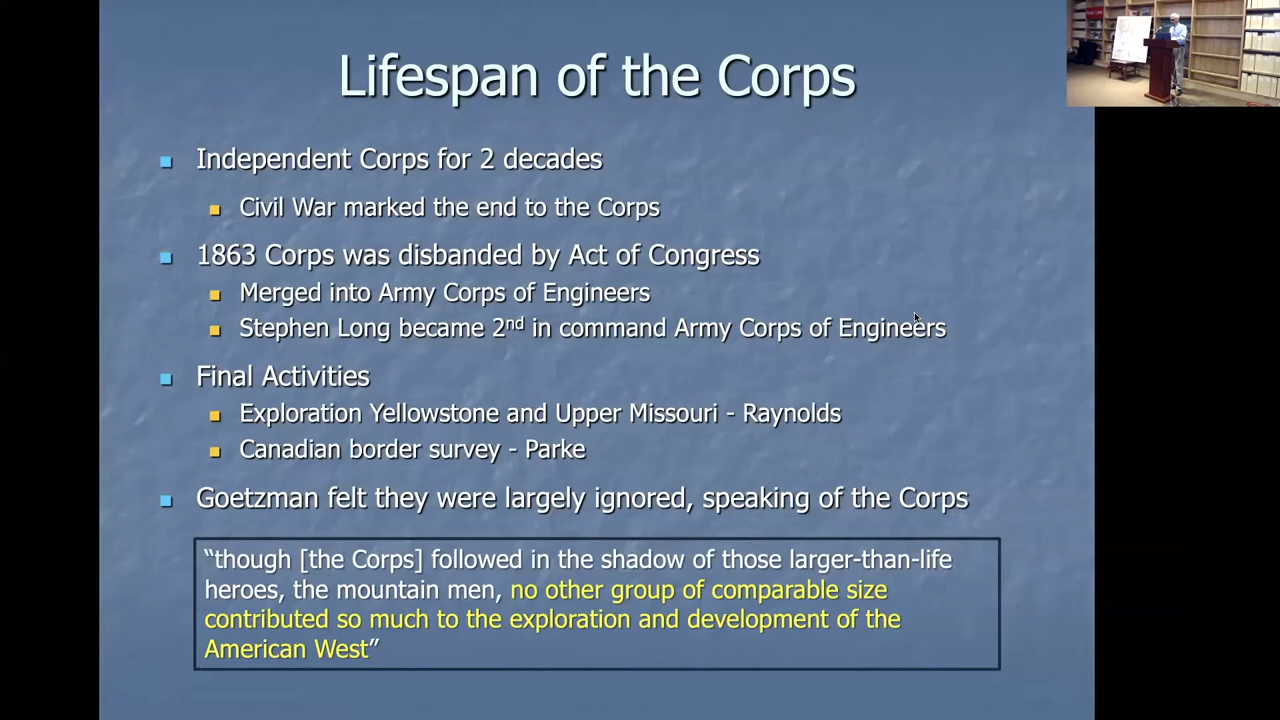 Lifespan of the Corps
Independent Corps for 2 decades
Civil War marked the end to the Corps
1863 Corps was disbanded by Act of Congress
Merged into Army Corps of Engineers
Stephen Long became 2nd in command Army Corps of Engineers
Final Activities
Exploration Yellowstone and Upper Missouri - Raynolds
Canadian border survey - Parke
Goetzman felt they were largely ignored, speaking of the Corps
“though [the Corps] followed in the shadow of those larger-than-life
heroes, the mountain men, no other group of comparable size
contributed so much to the exploration and development of the
American West”